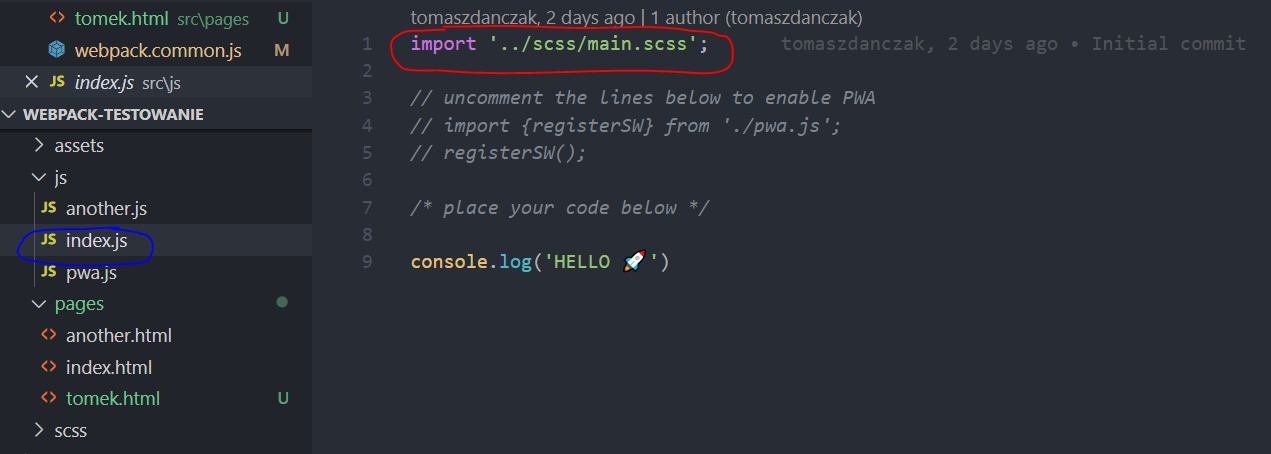 tomek.html src\pages U
webpack.common.js M
JS index.js src\js
WEBPACK-TESTOWANIE
assets
js
JS another.js
JS index.js
JS pwa.js
pages
another.html
index.html
tomek.html U
scss
tomaszdanczak, 2 days ago | 1 author (tomaszdanczak)
1 import '../scss/main.scss'; tomaszdanczak, 2 days ago • Initial commit
2
3 // uncomment the lines below to enable PWA
4 // import {registerSW} from './pwa.js';
5 // registerSW();
6
7 /* place your code below */
8
9 console.log('HELLO 🚀')